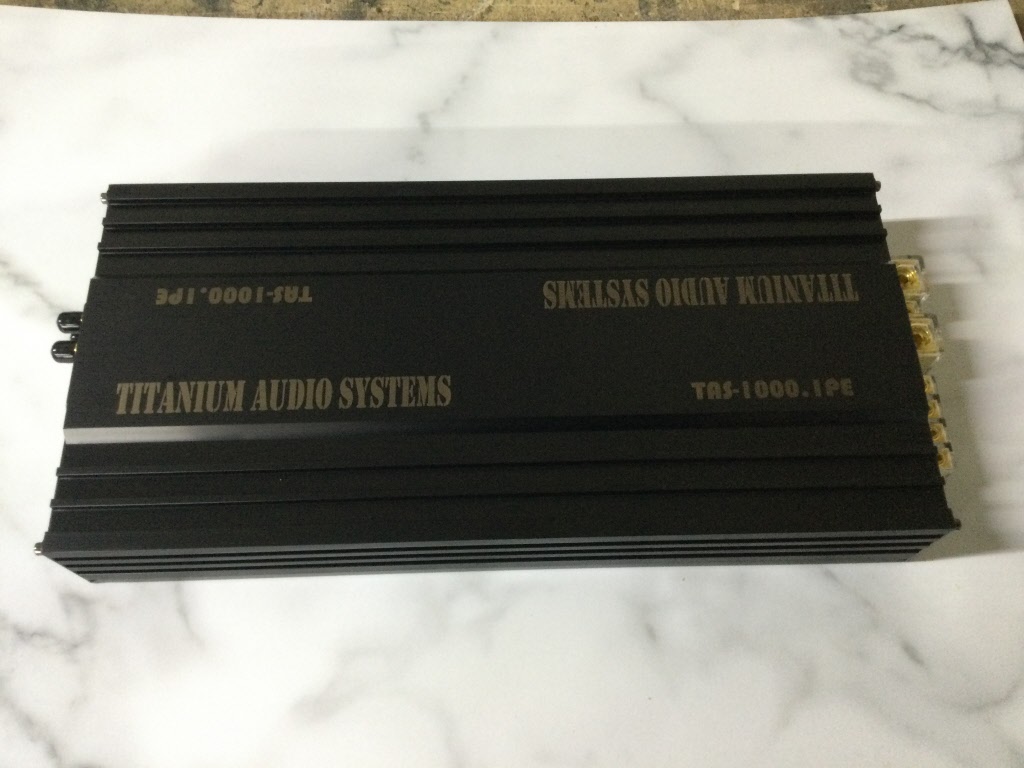 TAS-1000.1PE
TITANIUM AUDIO SYSTEMS
TITANIUM AUDIO SYSTEMS
TAS-1000.1PE